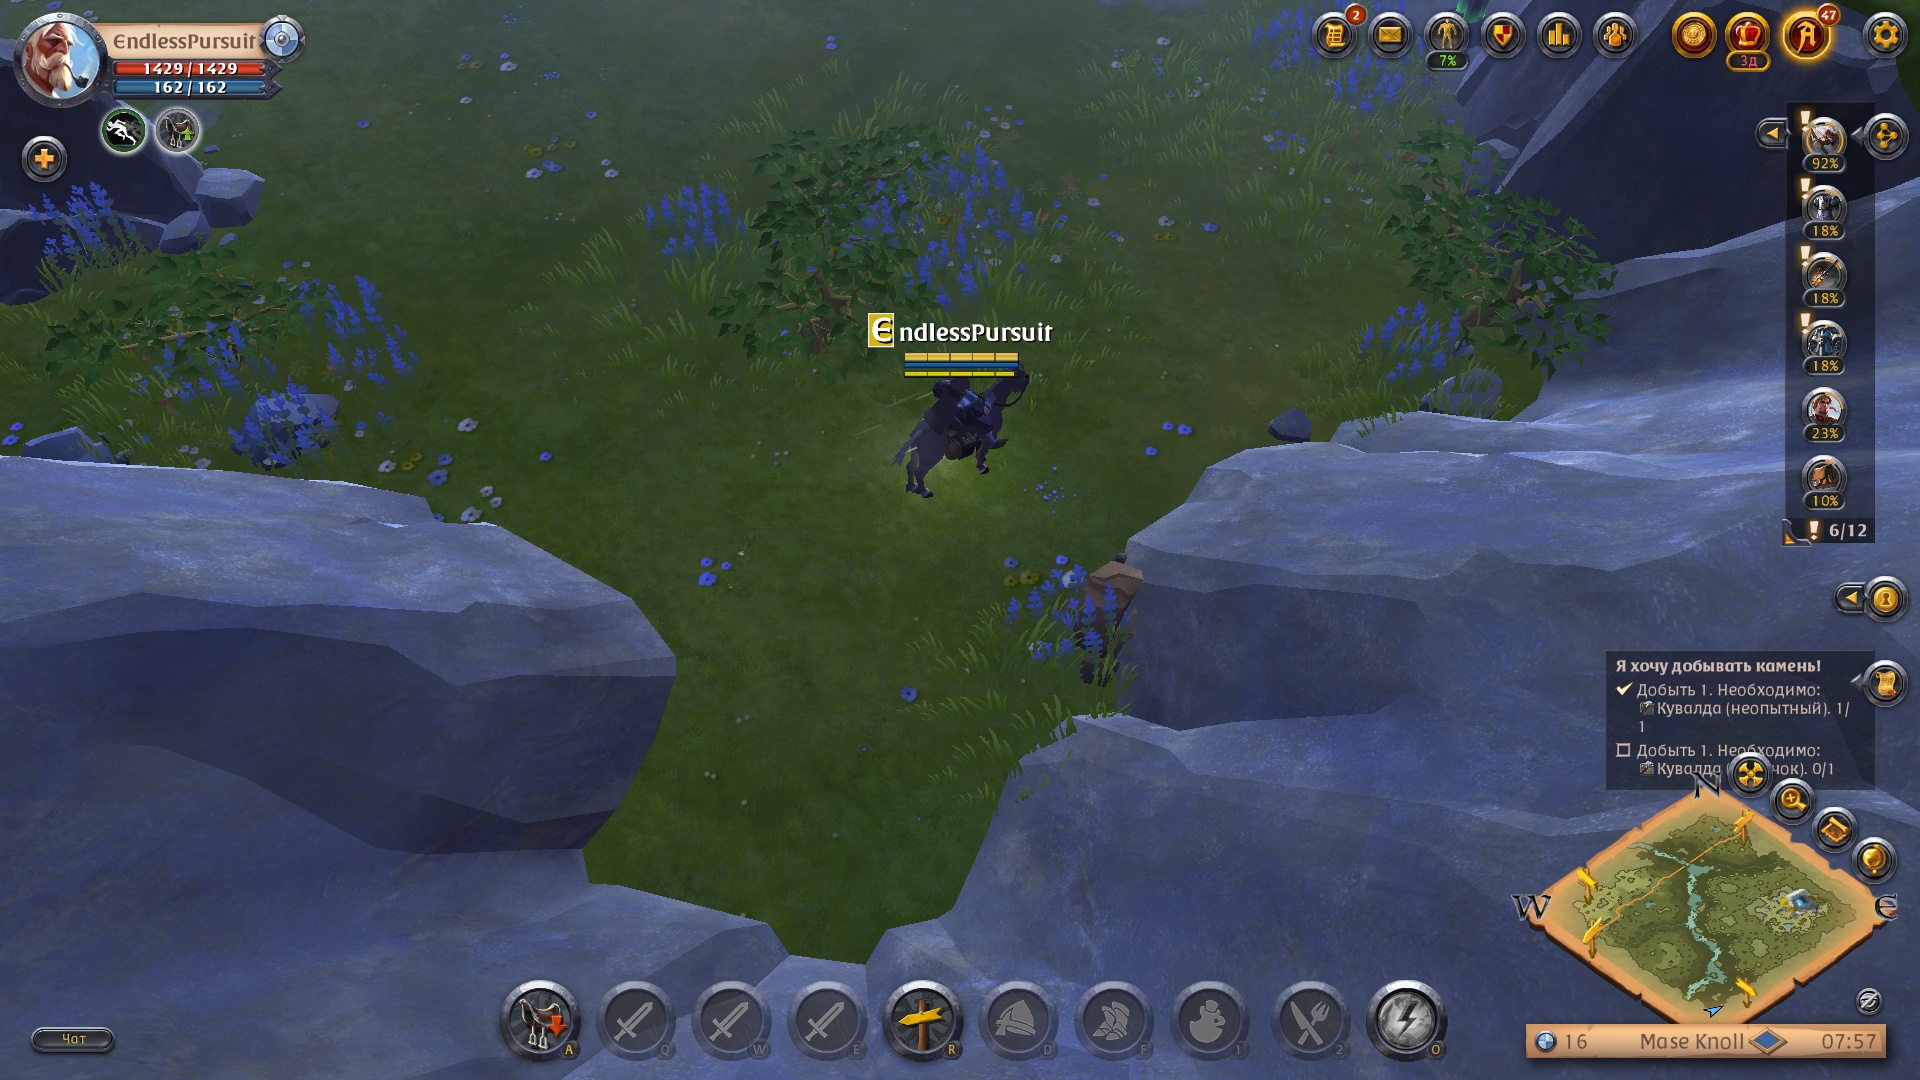 EndlessPursuit
1429 / 1429
162 / 162
2
7%
3д
47
92%
18%
18%
18%
23%
10%
6/12
EndlessPursuit
Я хочу добывать камень!
Добыть 1. Необходимо:
Кувалда (неопытный). 1/
1
Добыть 1. Необходимо:
Кувалда чок). 0/1
N
W
E
16
Mase Knoll
07:57
Чат
A
Q
W
E
R
D
F
1
2
O